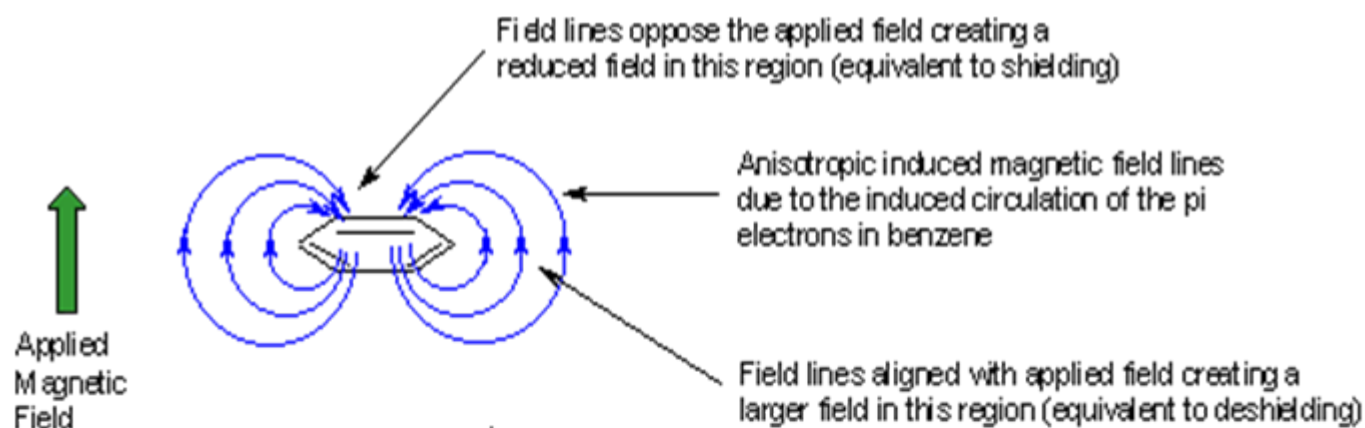 Field lines oppose the applied field creating a
reduced field in this region (equivalent to shielding)
Anisotropic induced magnetic field lines
due to the induced circulation of the pi
electrons in benzene
Applied
Magnetic
Field
Field lines aligned with applied field creating a
larger field in this region (equivalent to deshielding)